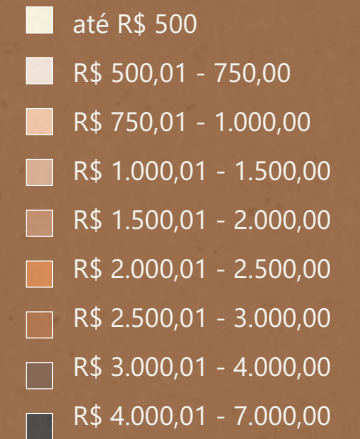 até R$ 500
R$ 500,01 - 750,00
R$ 750,01 - 1.000,00
R$ 1.000,01 - 1.500,00
R$ 1.500,01 - 2.000,00
R$ 2.000,01 - 2.500,00
R$ 2.500,01 - 3.000,00
R$ 3.000,01 - 4.000,00
R$ 4.000,01 - 7.000,00